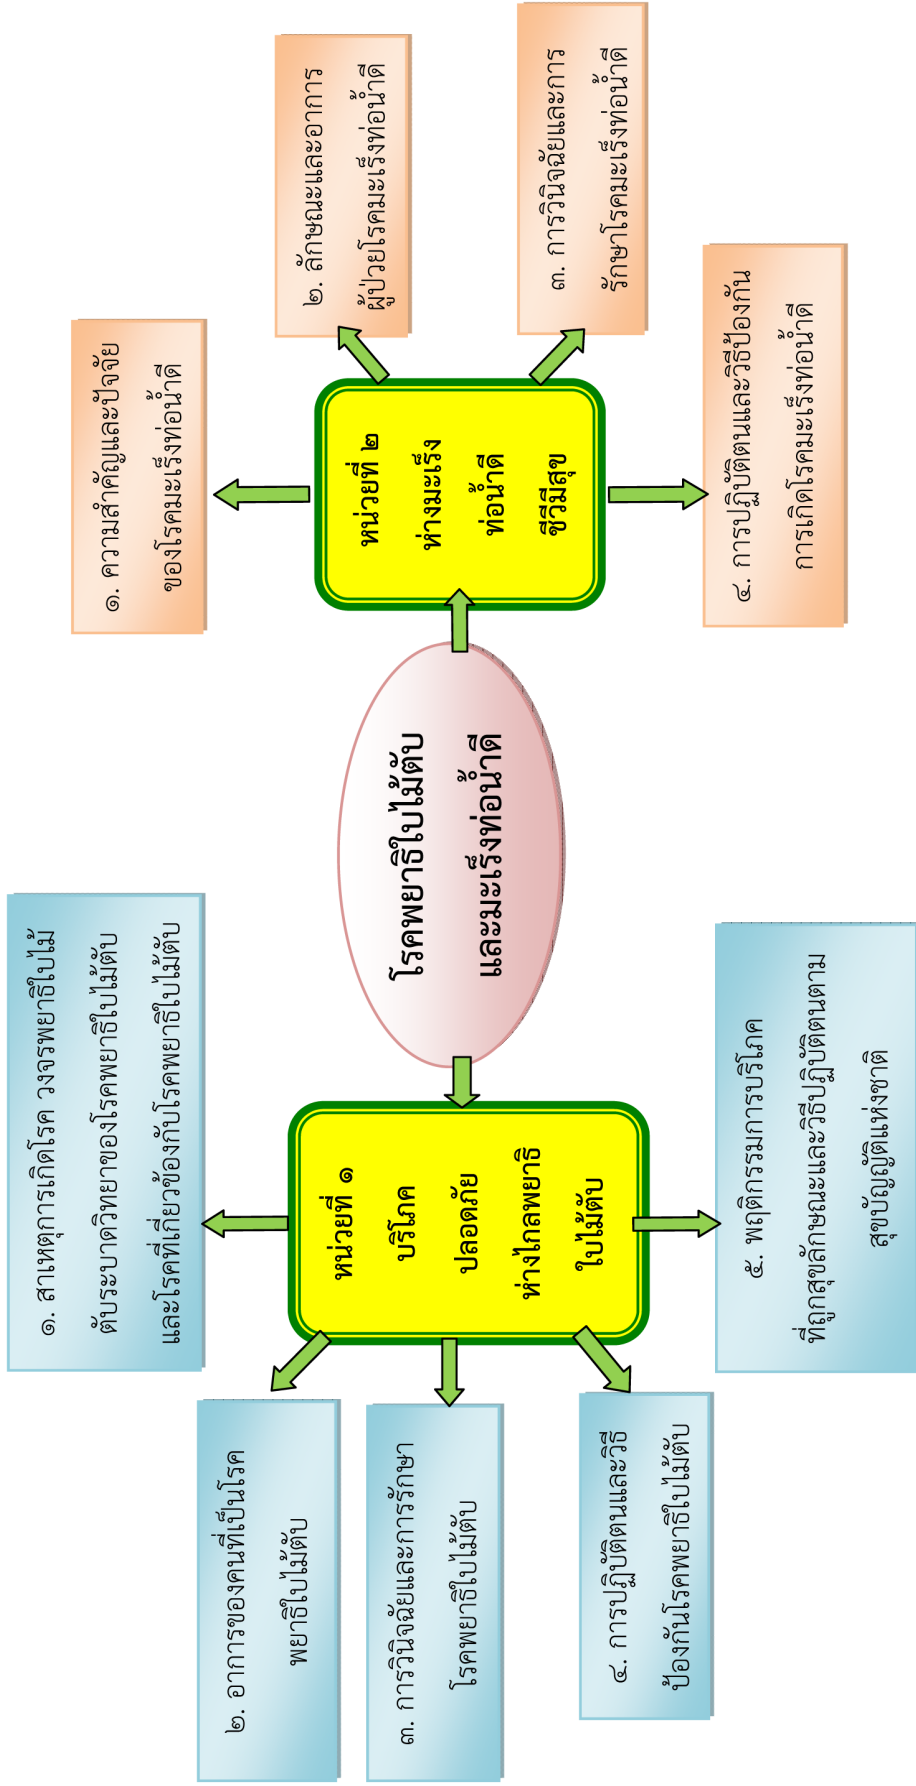 โรคพยาธิใบไม้ตับ
และมะเร็งท่อน้ำดี
หน่วยที่ ๑
บริโภค
ปลอดภัย
ห่างไกลพยาธิ
ใบไม้ตับ
๑. สาเหตุการเกิดโรค วงจรพยาธิใบไม้
ตับระบาดวิทยาของโรคพยาธิใบไม้ตับ
และโรคที่เกี่ยวข้องกับโรคพยาธิใบไม้ตับ
๒. อาการของคนที่เป็นโรค
พยาธิใบไม้ตับ
๓. การวินิจฉัยและการรักษา
โรคพยาธิใบไม้ตับ
๔. การปฏิบัติตนและวิธี
ป้องกันโรคพยาธิใบไม้ตับ
๕. พฤติกรรมการบริโภค
ที่ถูกสุขลักษณะและวิธีปฏิบัติตนตาม
สุขบัญญัติแห่งชาติ
หน่วยที่ ๒
ห่างมะเร็ง
ท่อน้ำดี
ชีวีมีสุข
๑. ความสำคัญและปัจจัย
ของโรคมะเร็งท่อน้ำดี
๒. ลักษณะและอาการ
ผู้ป่วยโรคมะเร็งท่อน้ำดี
๓. การวินิจฉัยและการ
รักษาโรคมะเร็งท่อน้ำดี
๔. การปฏิบัติตนและวิธีป้องกัน
การเกิดโรคมะเร็งท่อน้ำดี